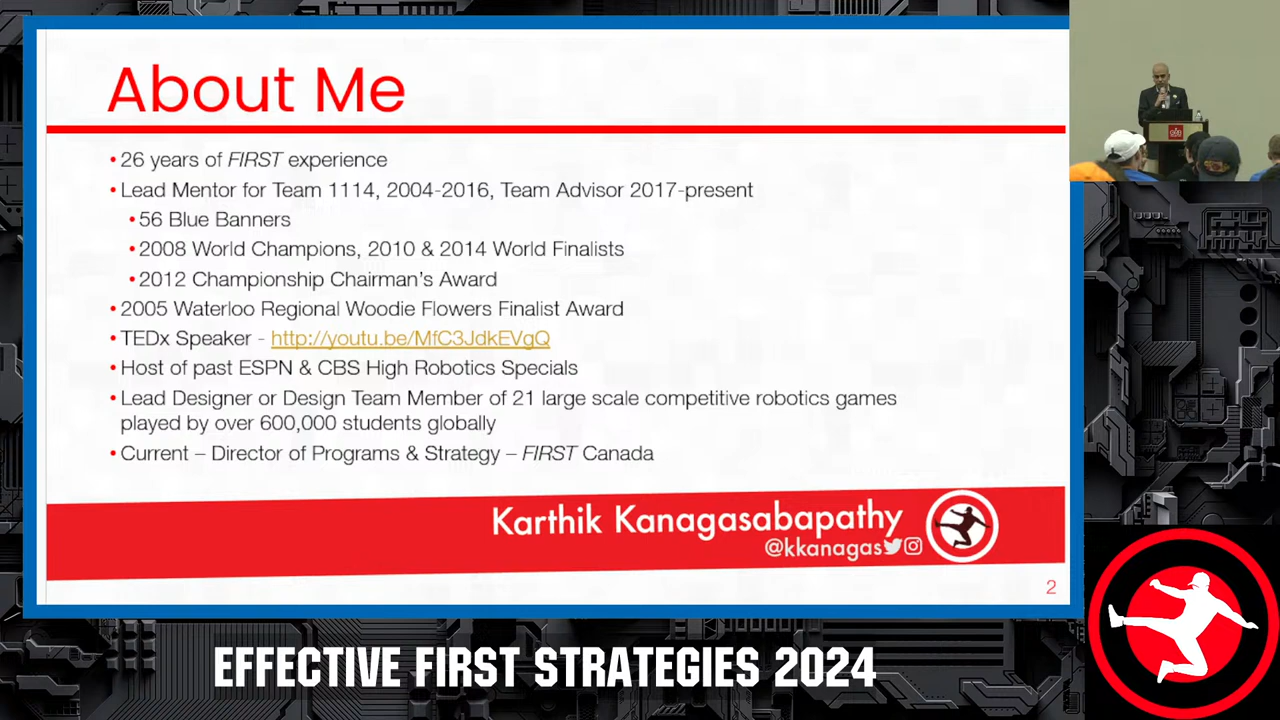 About Me
• 26 years of FIRST experience
• Lead Mentor for Team 1114, 2004-2016, Team Advisor 2017-present
• 56 Blue Banners
• 2008 World Champions, 2010 & 2014 World Finalists
• 2012 Championship Chairman's Award
• 2005 Waterloo Regional Woodie Flowers Finalist Award
• TEDx Speaker - http://youtu.be/MfC3JdkEVgQ
• Host of past ESPN & CBS High Robotics Specials
• Lead Designer or Design Team Member of 21 large scale competitive robotics games
played by over 600,000 students globally
• Current – Director of Programs & Strategy – FIRST Canada
Karthik Kanagasabapathy
@kkanagas
2
EFFECTIVE FIRST STRATEGIES 2024